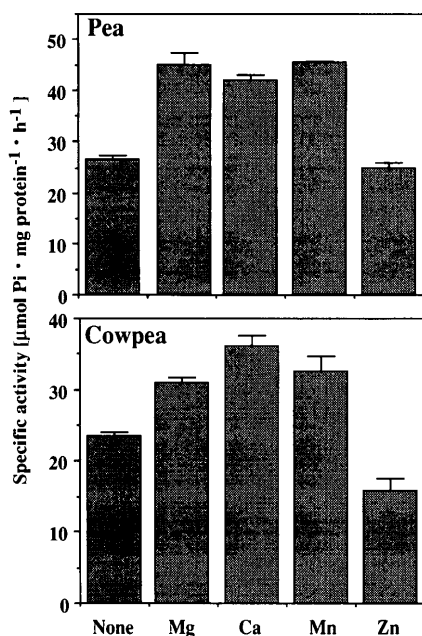 Specific activity [μmol Pi · mg protein⁻¹ · h⁻¹]
Pea
50
40
30
20
10
0
Cowpea
40
30
20
10
0
None Mg Ca Mn Zn